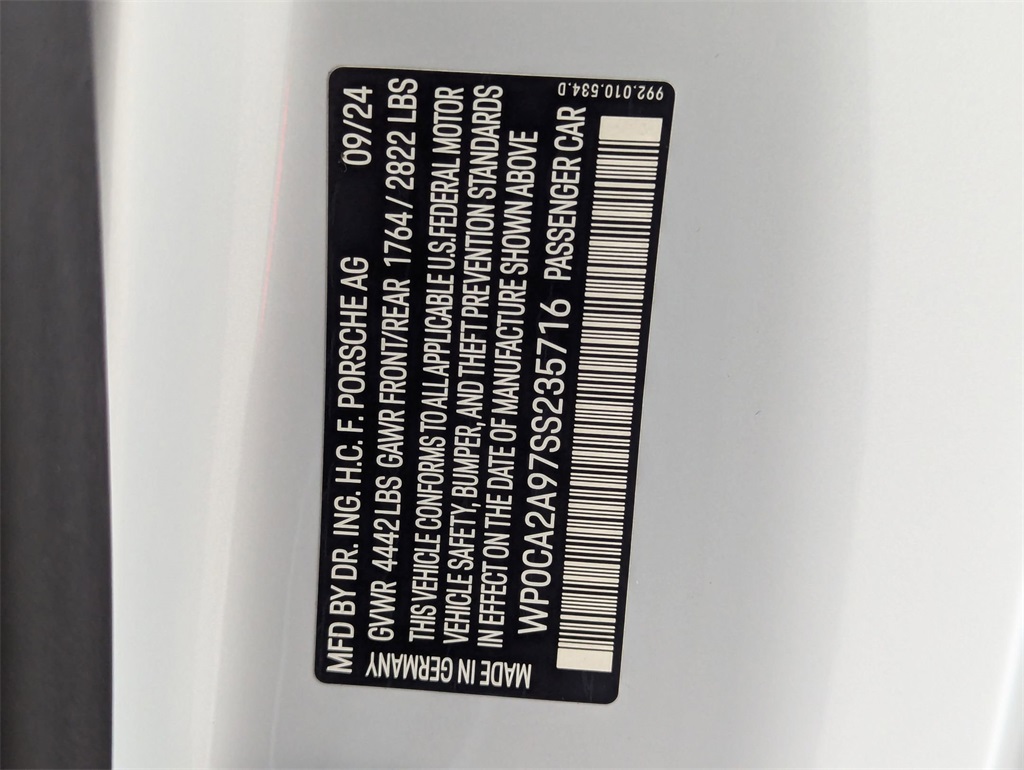 MFD BY DR. ING. H.C. F. PORSCHE AG 09/24
GVWR 4442 LBS GAWR FRONT/REAR 1764 / 2822 LBS
THIS VEHICLE CONFORMS TO ALL APPLICABLE U.S. FEDERAL MOTOR
VEHICLE SAFETY, BUMPER, AND THEFT PREVENTION STANDARDS
IN EFFECT ON THE DATE OF MANUFACTURE SHOWN ABOVE
WP0CA2A97SS235716 PASSENGER CAR
MADE IN GERMANY
992.010.534.D